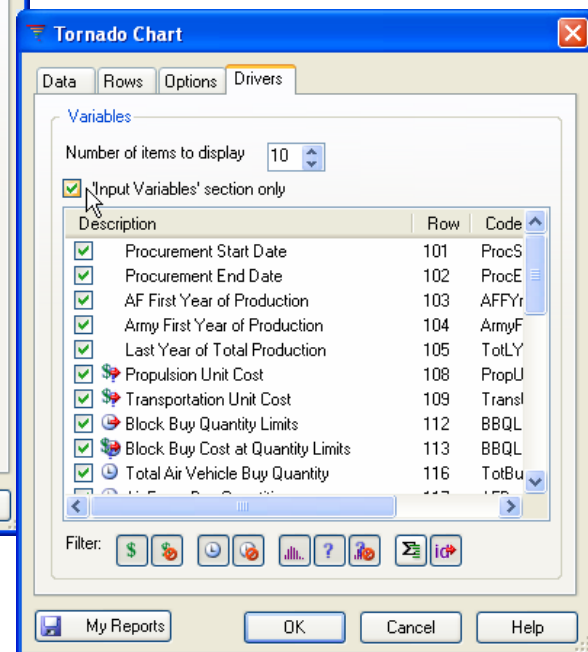 Tornado Chart
Data Rows Options Drivers
Variables
Number of items to display 10
'Input Variables' section only
Description Row Code
Procurement Start Date 101 ProcS
Procurement End Date 102 ProcE
AF First Year of Production 103 AFFYr
Army First Year of Production 104 ArmyF
Last Year of Total Production 105 TotLY
Propulsion Unit Cost 108 PropU
Transportation Unit Cost 109 Trans
Block Buy Quantity Limits 112 BBQL
Block Buy Cost at Quantity Limits 113 BBQL
Total Air Vehicle Buy Quantity 116 TotBu
Filter: $ $ ? Σ id
My Reports OK Cancel Help